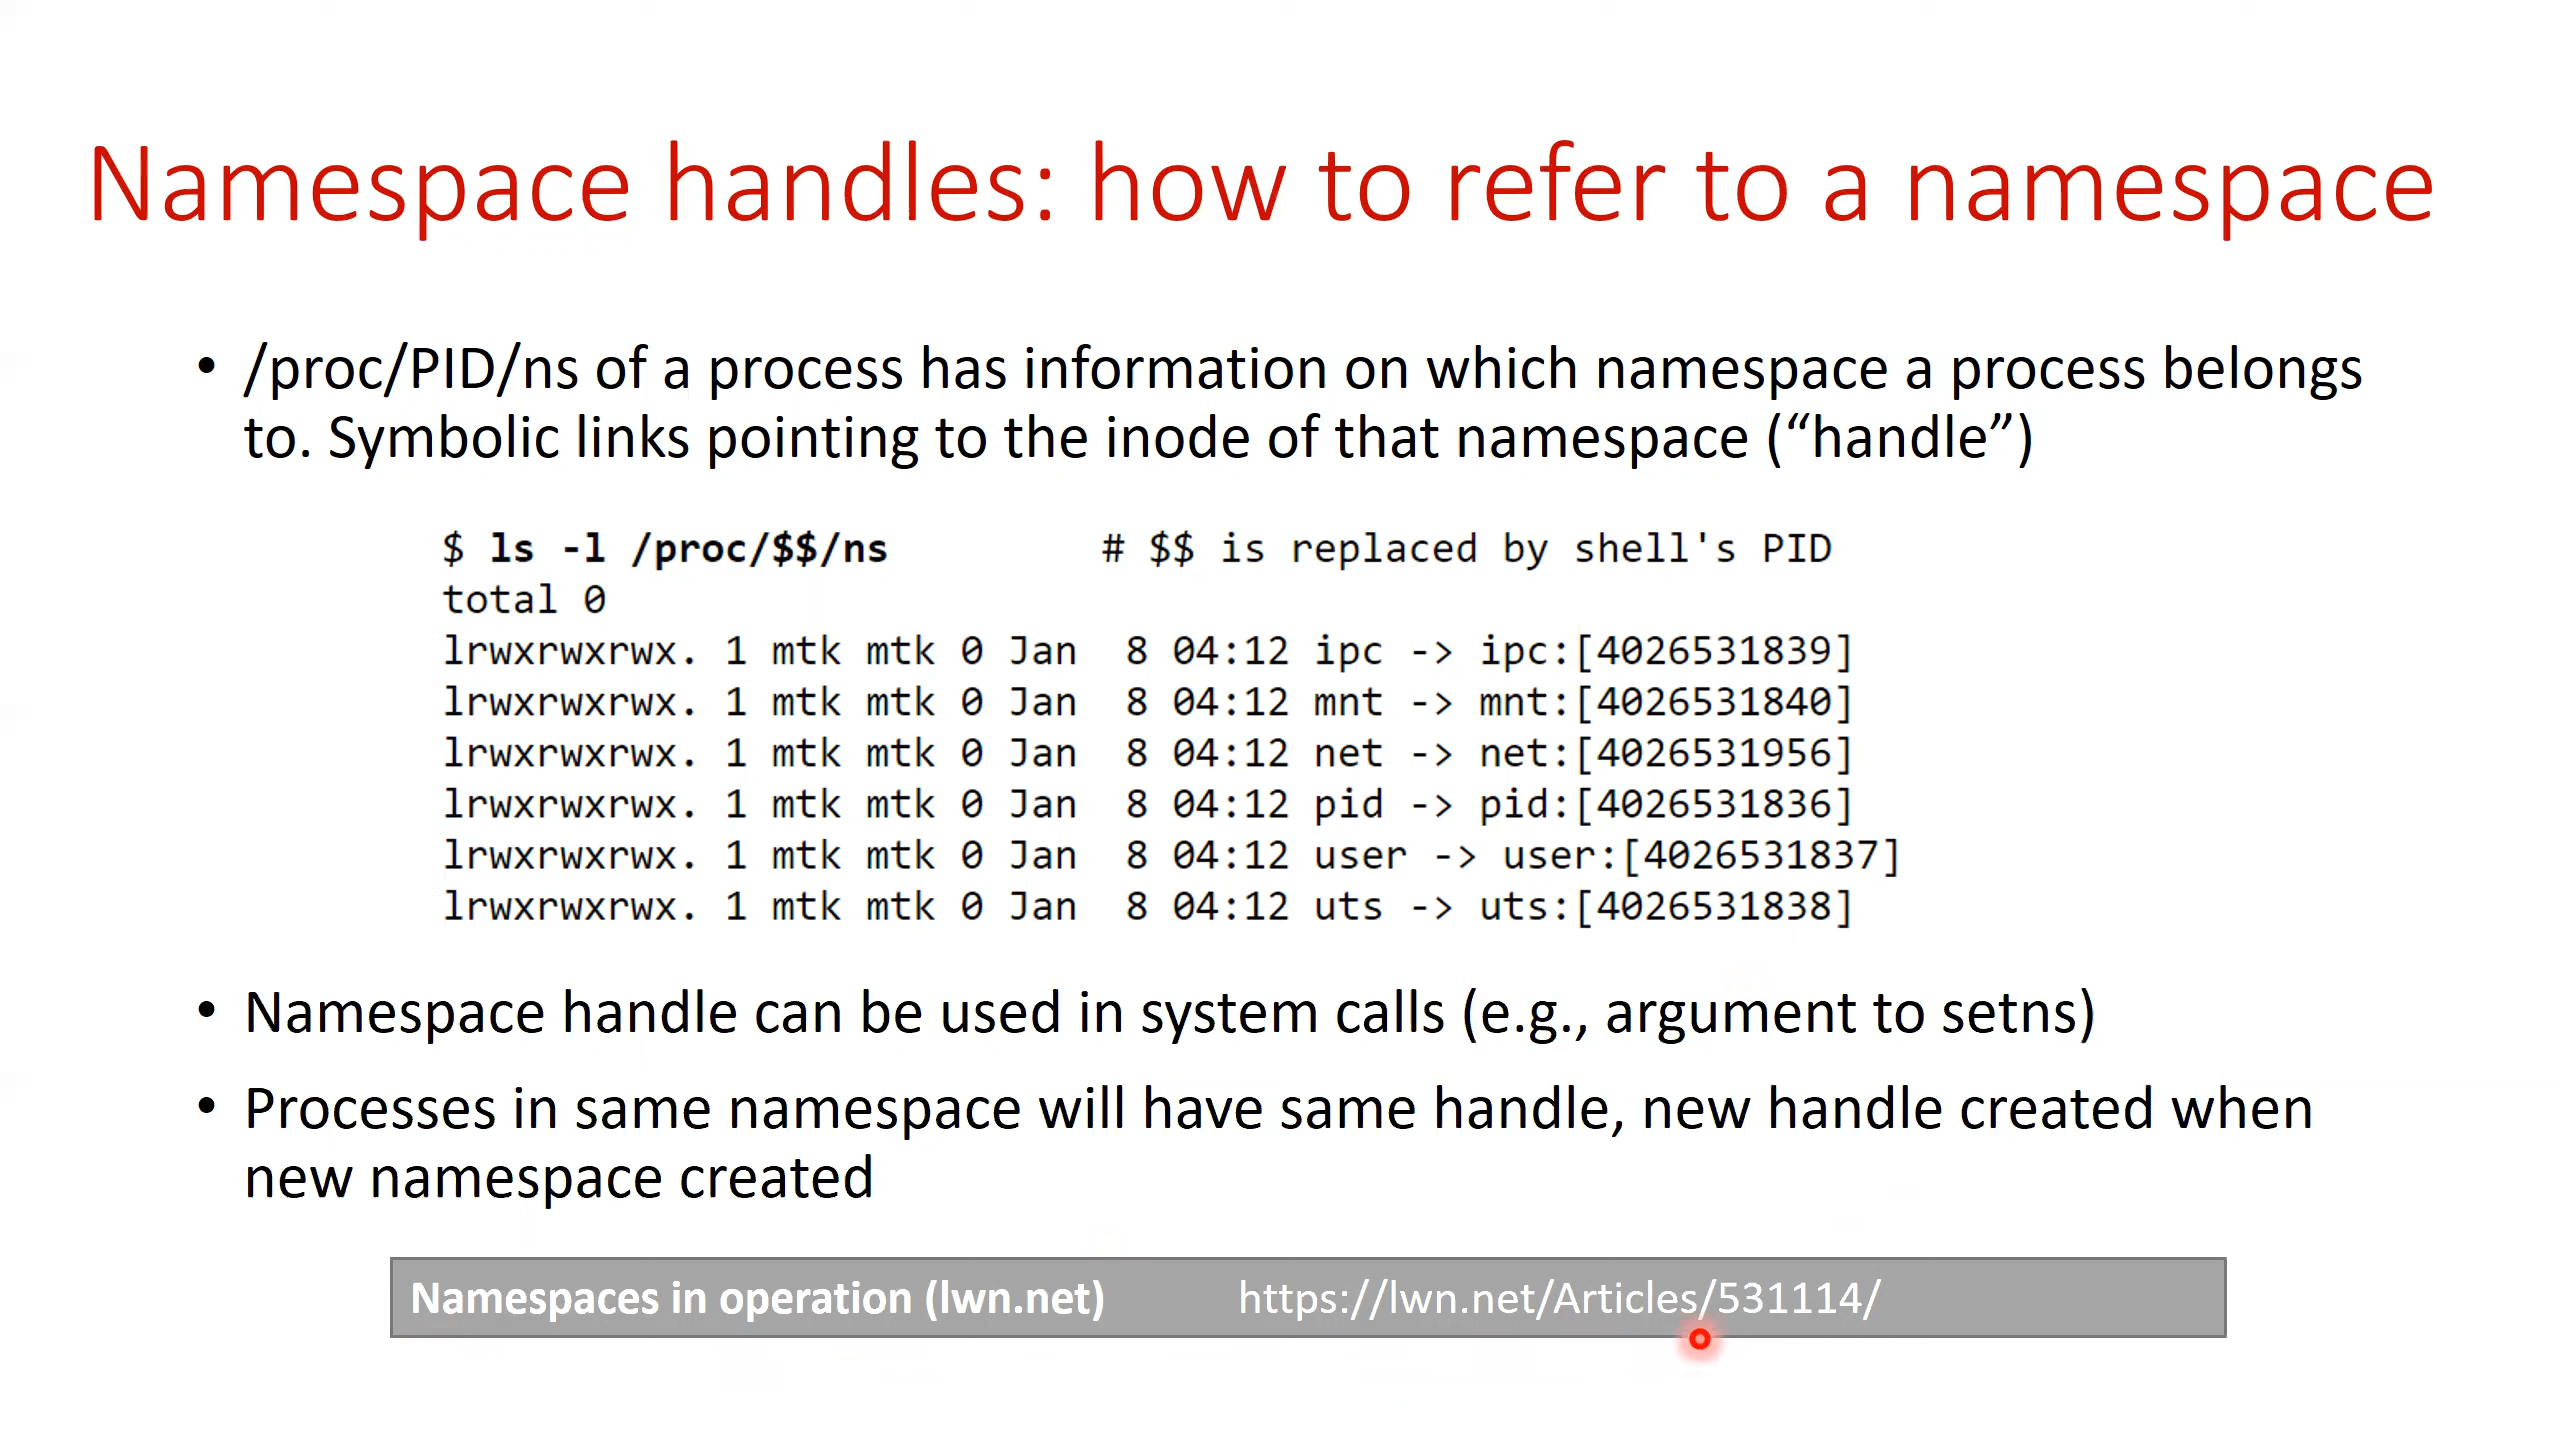 Namespace handles: how to refer to a namespace
• /proc/PID/ns of a process has information on which namespace a process belongs
to. Symbolic links pointing to the inode of that namespace (“handle”)
$ ls -l /proc/$$/ns         # $$ is replaced by shell's PID
total 0
lrwxrwxrwx. 1 mtk mtk 0 Jan  8 04:12 ipc -> ipc:[4026531839]
lrwxrwxrwx. 1 mtk mtk 0 Jan  8 04:12 mnt -> mnt:[4026531840]
lrwxrwxrwx. 1 mtk mtk 0 Jan  8 04:12 net -> net:[4026531956]
lrwxrwxrwx. 1 mtk mtk 0 Jan  8 04:12 pid -> pid:[4026531836]
lrwxrwxrwx. 1 mtk mtk 0 Jan  8 04:12 user -> user:[4026531837]
lrwxrwxrwx. 1 mtk mtk 0 Jan  8 04:12 uts -> uts:[4026531838]
• Namespace handle can be used in system calls (e.g., argument to setns)
• Processes in same namespace will have same handle, new handle created when
new namespace created
Namespaces in operation (lwn.net) https://lwn.net/Articles/531114/